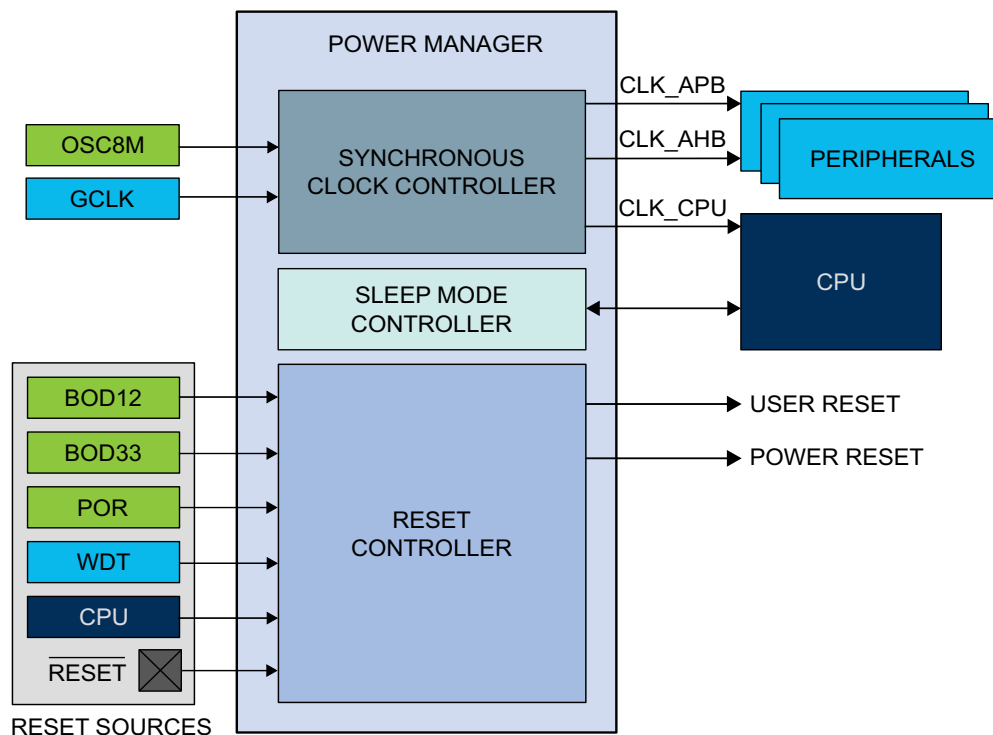 POWER MANAGER
OSC8M
GCLK
SYNCHRONOUS
CLOCK CONTROLLER
CLK_APB
CLK_AHB
CLK_CPU
PERIPHERALS
CPU
SLEEP MODE
CONTROLLER
BOD12
BOD33
POR
WDT
CPU
RESET
RESET SOURCES
RESET
CONTROLLER
USER RESET
POWER RESET